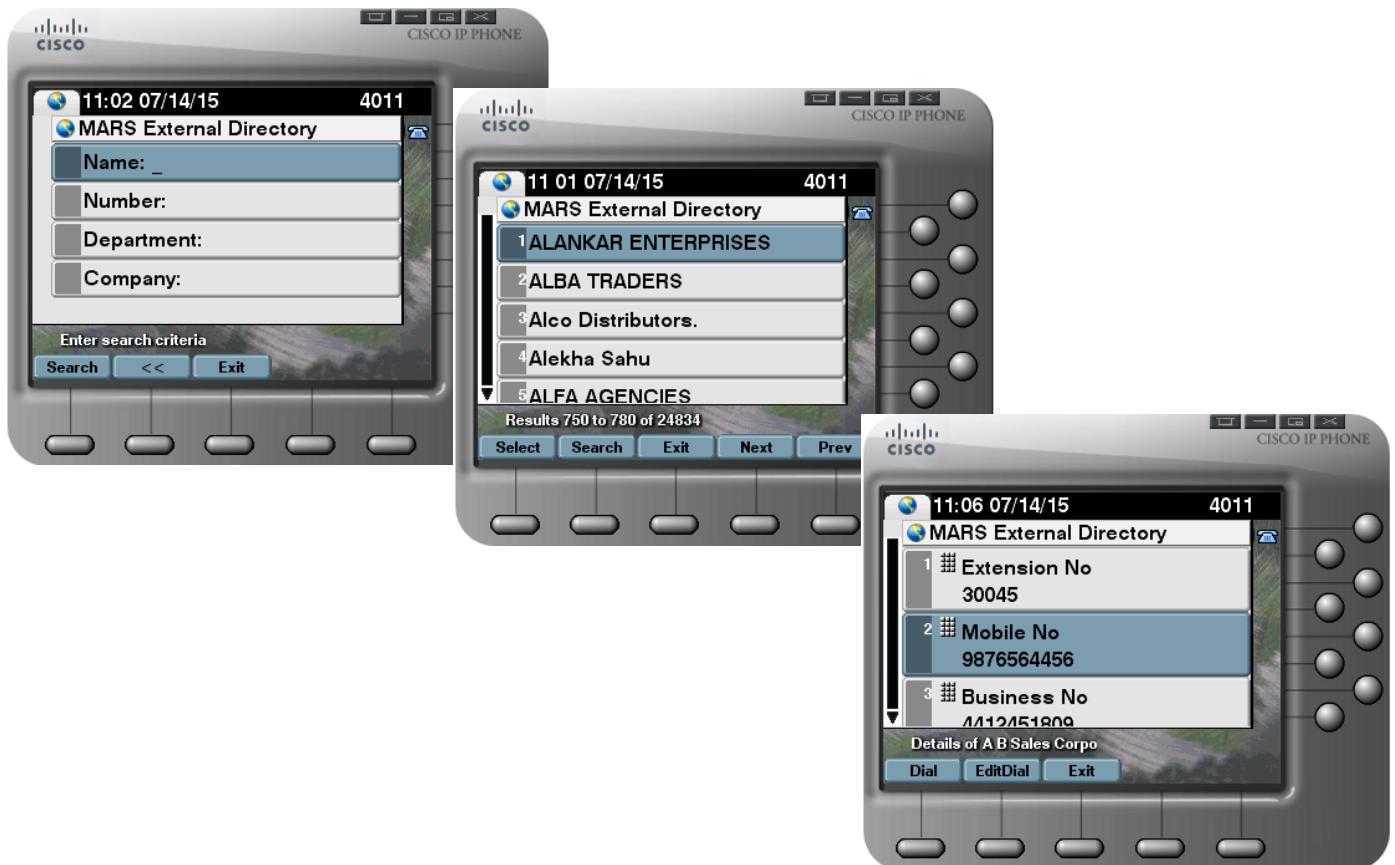 CISCO
CISCO IP PHONE
11:02 07/14/15 4011
MARS External Directory
Name: _
Number:
Department:
Company:
Enter search criteria
Search << Exit
CISCO
CISCO IP PHONE
11 01 07/14/15 4011
MARS External Directory
1 ALANKAR ENTERPRISES
2 ALBA TRADERS
3 Alco Distributors.
4 Alekha Sahu
5 ALFA AGENCIES
Results 750 to 780 of 24834
Select Search Exit Next Prev
CISCO
CISCO IP PHONE
11:06 07/14/15 4011
MARS External Directory
1 Extension No
30045
2 Mobile No
9876564456
3 Business No
4412451809
Details of A B Sales Corpo
Dial EditDial Exit